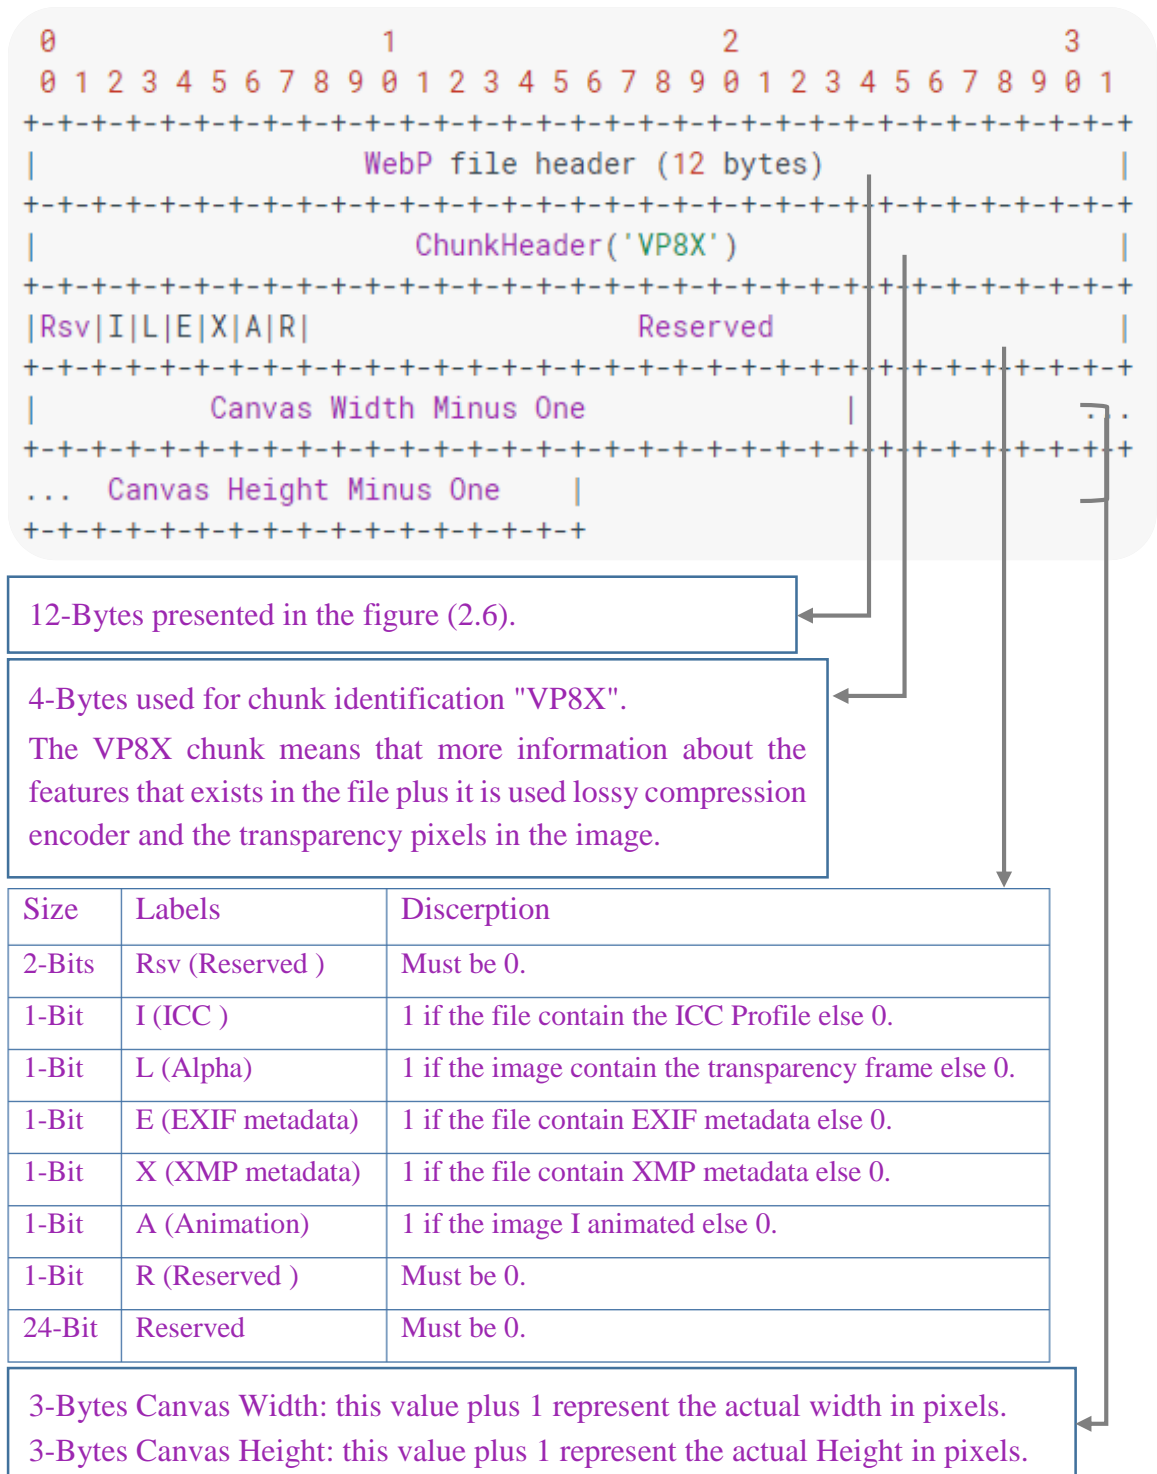 0 1 2 3
0 1 2 3 4 5 6 7 8 9 0 1 2 3 4 5 6 7 8 9 0 1 2 3 4 5 6 7 8 9 0 1
+-+-+-+-+-+-+-+-+-+-+-+-+-+-+-+-+-+-+-+-+-+-+-+-+-+-+-+-+-+-+-+-+
| WebP file header (12 bytes) |
+-+-+-+-+-+-+-+-+-+-+-+-+-+-+-+-+-+-+-+-+-+-+-+-+-+-+-+-+-+-+-+-+
| ChunkHeader('VP8X') |
+-+-+-+-+-+-+-+-+-+-+-+-+-+-+-+-+-+-+-+-+-+-+-+-+-+-+-+-+-+-+-+-+
|Rsv|I|L|E|X|A|R| Reserved |
+-+-+-+-+-+-+-+-+-+-+-+-+-+-+-+-+-+-+-+-+-+-+-+-+-+-+-+-+-+-+-+-+
| Canvas Width Minus One | ...
+-+-+-+-+-+-+-+-+-+-+-+-+-+-+-+-+-+-+-+-+-+-+-+-+-+-+-+-+-+-+-+-+
... Canvas Height Minus One |
+-+-+-+-+-+-+-+-+-+-+-+-+-+-+-+-+
12-Bytes presented in the figure (2.6).
4-Bytes used for chunk identification "VP8X".
The VP8X chunk means that more information about the
features that exists in the file plus it is used lossy compression
encoder and the transparency pixels in the image.
Size Labels Discerption
2-Bits Rsv (Reserved ) Must be 0.
1-Bit I (ICC ) 1 if the file contain the ICC Profile else 0.
1-Bit L (Alpha) 1 if the image contain the transparency frame else 0.
1-Bit E (EXIF metadata) 1 if the file contain EXIF metadata else 0.
1-Bit X (XMP metadata) 1 if the file contain XMP metadata else 0.
1-Bit A (Animation) 1 if the image I animated else 0.
1-Bit R (Reserved ) Must be 0.
24-Bit Reserved Must be 0.
3-Bytes Canvas Width: this value plus 1 represent the actual width in pixels.
3-Bytes Canvas Height: this value plus 1 represent the actual Height in pixels.